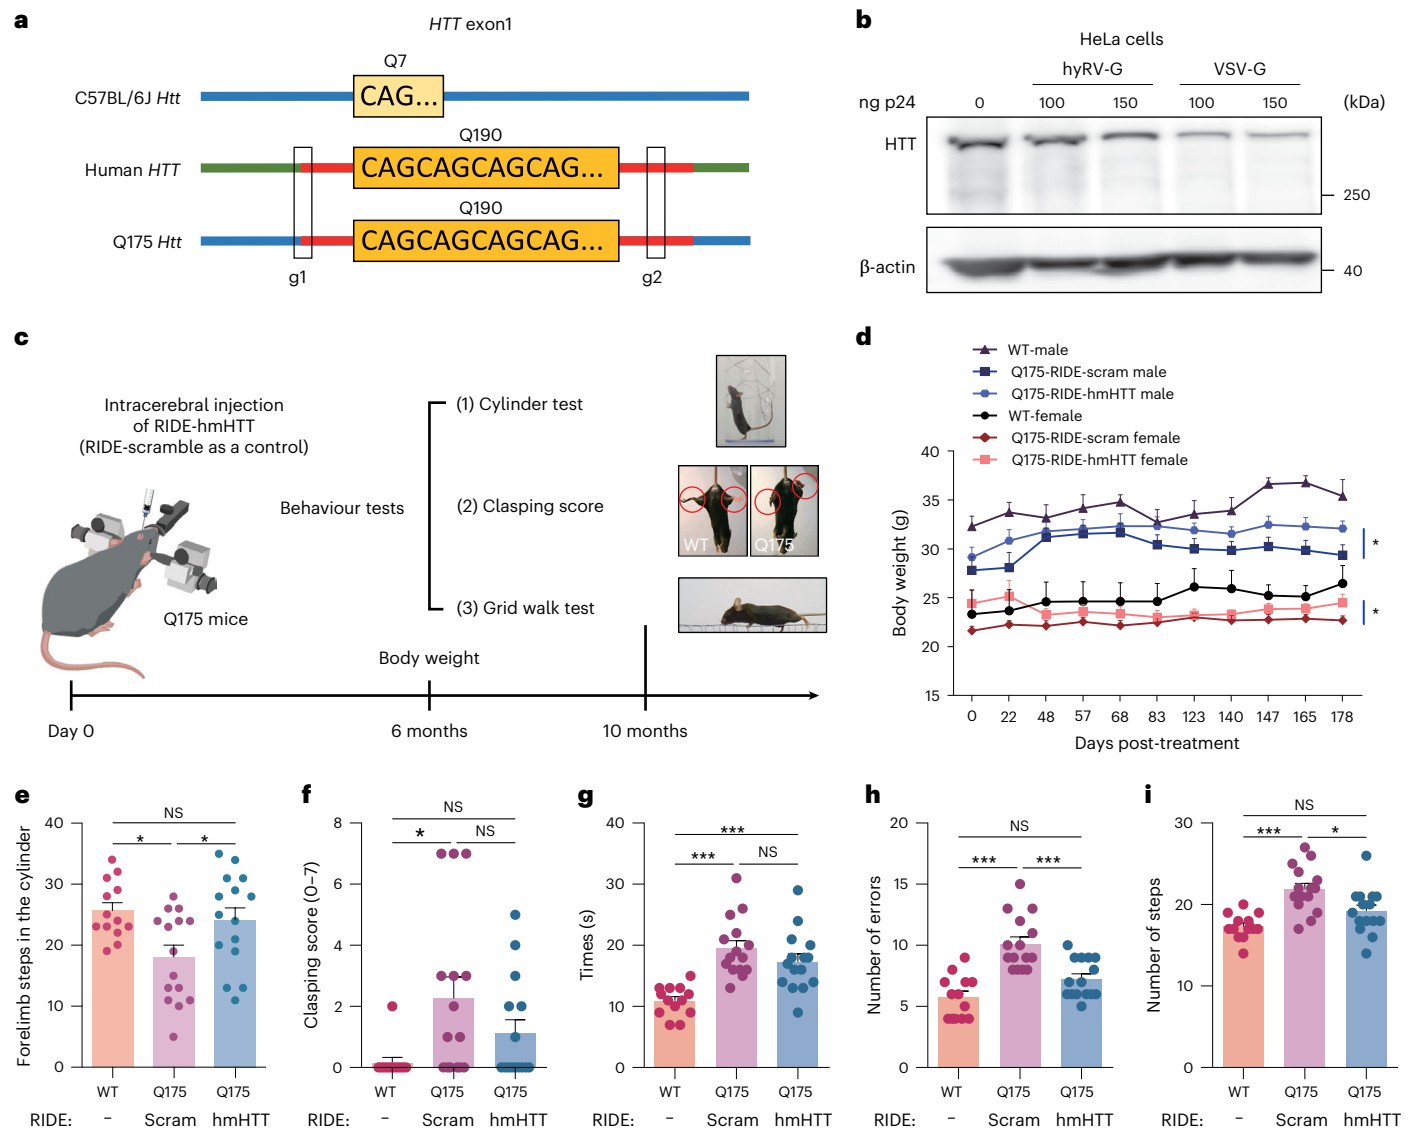 a
HTT exon1
Q7
C57BL/6J Htt
CAG...
Q190
Human HTT
CAGCAGCAGCAG...
Q190
Q175 Htt
CAGCAGCAGCAG...
g1
g2
b
HeLa cells
hyRV-G VSV-G
ng p24 0 100 150 100 150 (kDa)
HTT
250
β-actin
40
c
Intracerebral injection
of RIDE-hmHTT
(RIDE-scramble as a control)
Q175 mice
Behaviour tests
(1) Cylinder test
(2) Clasping score
(3) Grid walk test
WT Q175
Body weight
Day 0 6 months 10 months
d
WT-male
Q175-RIDE-scram male
Q175-RIDE-hmHTT male
WT-female
Q175-RIDE-scram female
Q175-RIDE-hmHTT female
Body weight (g)
40
35
30
25
20
15
*
*
0 22 48 57 68 83 123 140 147 165 178
Days post-treatment
e
Forelimb steps in the cylinder
40
30
20
10
0
NS
* *
WT Q175 Q175
RIDE: – Scram hmHTT
f
Clasping score (0–7)
8
6
4
2
0
NS
* NS
WT Q175 Q175
RIDE: – Scram hmHTT
g
Times (s)
40
30
20
10
0
***
*** NS
WT Q175 Q175
RIDE: – Scram hmHTT
h
Number of errors
20
15
10
5
0
NS
*** ***
WT Q175 Q175
RIDE: – Scram hmHTT
i
Number of steps
30
20
10
0
NS
*** *
WT Q175 Q175
RIDE: – Scram hmHTT